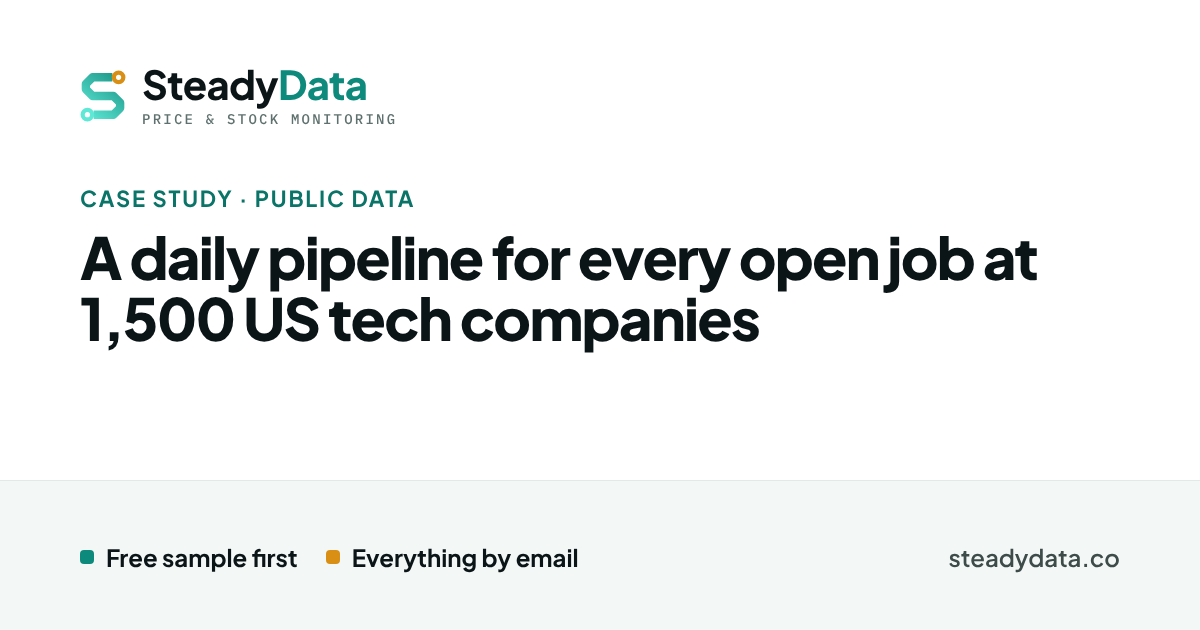 SteadyData
PRICE & STOCK MONITORING
CASE STUDY · PUBLIC DATA
A daily pipeline for every open job at
1,500 US tech companies
Free sample first
Everything by email
steadydata.co